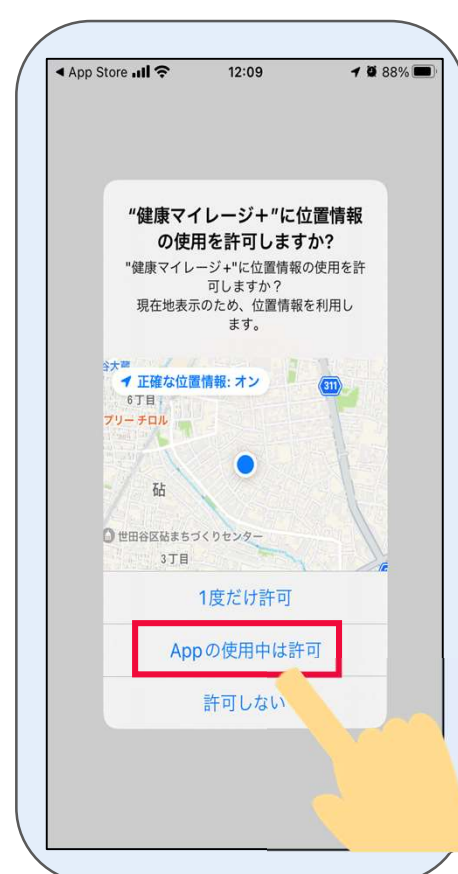 ◀ App Store 12:09 88%
“健康マイレージ+”に位置情報
の使用を許可しますか?
"健康マイレージ+"に位置情報の使用を許
可しますか？
現在地表示のため、位置情報を利用し
ます。
正確な位置情報: オン
311
6丁目
プリーチロル
砧
世田谷区砧まちづくりセンター
3丁目
1度だけ許可
Appの使用中は許可
許可しない